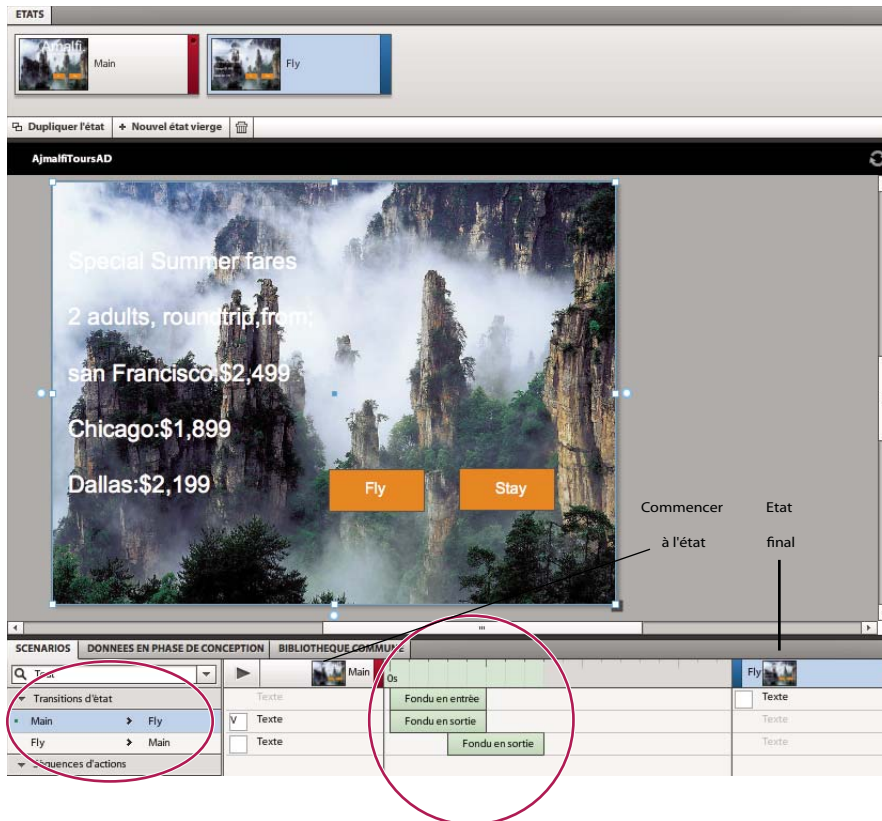 ETATS
Amalfi
Main
Fly
Dupliquer l'état
+ Nouvel état vierge
AjmalfiToursAD
Special Summer fares
2 adults, roundtrip,from;
san Francisco:$2,499
Chicago:$1,899
Dallas:$2,199
Fly
Stay
Commencer
à l'état
Etat
final
SCENARIOS
DONNEES EN PHASE DE CONCEPTION
BIBLIOTHEQUE COMMUNE
Main
0s
Fly
Transitions d'état
Texte
Fondu en entrèe
Texte
Main > Fly
V
Texte
Fondu en sortie
Texte
Fly > Main
Texte
Fondu en sortie
Texte
Séquences d'actions